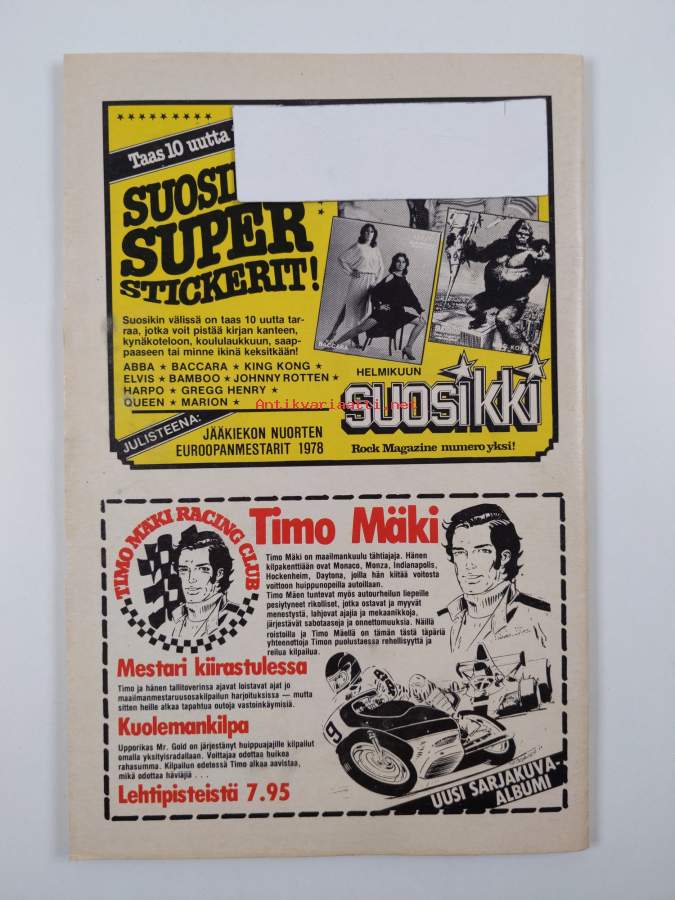 Taas 10 uutta
SUOSI
SUPER
STICKERIT!
Suosikin välissä on taas 10 uutta tar-
raa, jotka voit pistää kirjan kanteen,
kynäkoteloon, koululaukkuun, saap-
paaseen tai minne ikinä keksitkään!
ABBA ★ BACCARA ★ KING KONG ★
ELVIS ★ BAMBOO ★ JOHNNY ROTTEN ★
HARPO ★ GREGG HENRY ★
QUEEN ★ MARION ★
BACCARA
KONG
Antikvariaatti.net
JULISTEENA:
JÄÄKIEKON NUORTEN
EUROOPANMESTARIT 1978
HELMIKUUN
suosikki
Rock Magazine numero yksi!
TIMO MÄKI RACING CLUB
Timo Mäki
Timo Mäki on maailmankuulu tähtiajaja. Hänen
kilpakenttiään ovat Monaco, Monza, Indianapolis,
Hockenheim, Daytona, joilla hän kiitää voitosta
voittoon huippunopeilla autoillaan.
Timo Mäen tuntevat myös autourheilun liepeille
pesiytyneet rikolliset, jotka ostavat ja myyvät
menestystä, lahjovat ajajia ja mekaanikkoja,
järjestävät sabotaaseja ja onnettomuuksia. Näillä
roistoilla ja Timo Mäellä on tämän tästä täpäriä
yhteenottoja Timon puolustaessa rehellisyyttä ja
reilua kilpailua.
Mestari kiirastulessa
Timo ja hänen tallitoverinsa ajavat loistavat ajat jo
maailmanmestaruusosakilpailun harjoituksissa — mutta
sitten heille alkaa tapahtua outoja vastoinkäymisiä.
Kuolemankilpa
Upporikas Mr. Gold on järjestänyt huippuajajille kilpailut
omalla yksityisradallaan. Voittajaa odottaa huikea
rahasumma. Kilpailun edetessä Timo alkaa aavistaa,
mikä odottaa häviäjiä . . .
Lehtipisteistä 7.95
9
UUSI SARJAKUVA-
ALBUMI